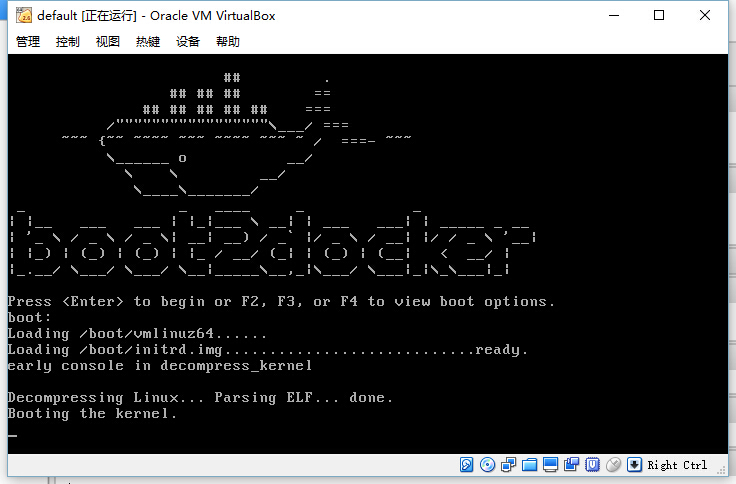 default [正在运行] - Oracle VM VirtualBox
管理 控制 视图 热键 设备 帮助
boot2docker
Press <Enter> to begin or F2, F3, or F4 to view boot options.
boot:
Loading /boot/vmlinuz64......
Loading /boot/initrd.img............................ready.
early console in decompress_kernel
Decompressing Linux... Parsing ELF... done.
Booting the kernel.
Right Ctrl